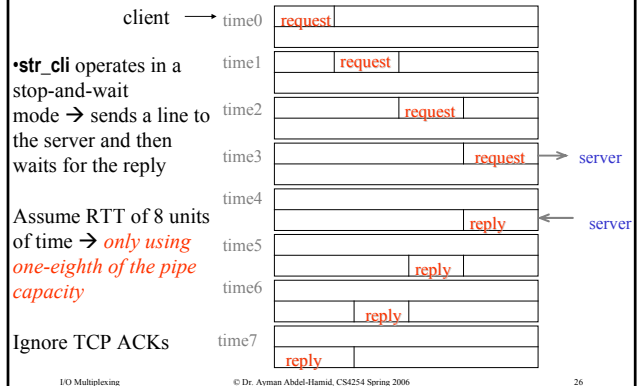 client
time0 request
•str_cli operates in a
stop-and-wait
mode → sends a line to
the server and then
waits for the reply
time1 request
time2 request
time3 request server
Assume RTT of 8 units
of time → only using
one-eighth of the pipe
capacity
time4
reply server
time5
reply
time6
reply
Ignore TCP ACKs
time7
reply
I/O Multiplexing © Dr. Ayman Abdel-Hamid, CS4254 Spring 2006 26